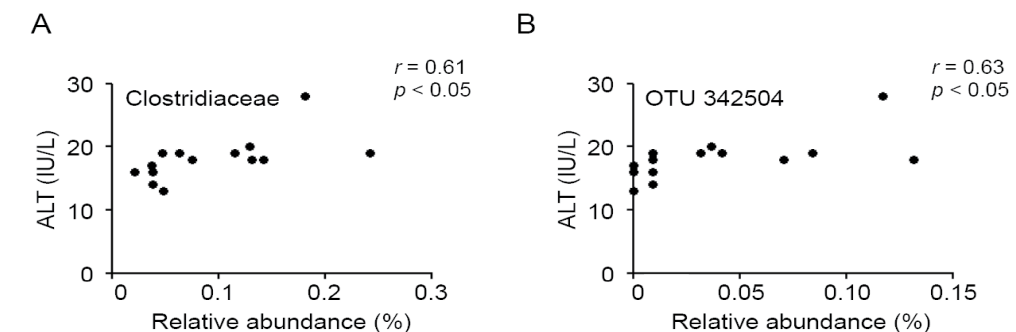 A
r = 0.61
p < 0.05
Clostridiaceae
30
20
10
0
ALT (IU/L)
0 0.1 0.2 0.3
Relative abundance (%)
B
r = 0.63
p < 0.05
OTU 342504
30
20
10
0
ALT (IU/L)
0 0.05 0.10 0.15
Relative abundance (%)